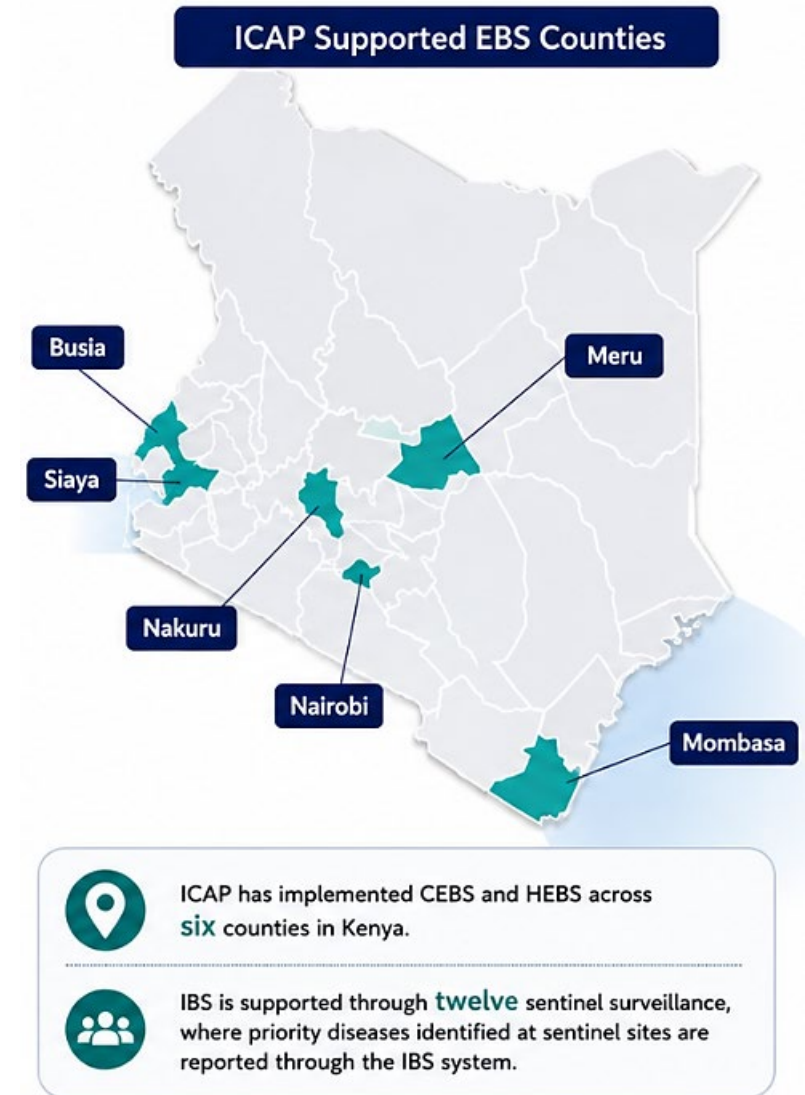 ICAP Supported EBS Counties
Busia
Meru
Siaya
Nakuru
Nairobi
Mombasa
ICAP has implemented CEBS and HEBS across
six counties in Kenya.
IBS is supported through twelve sentinel surveillance,
where priority diseases identified at sentinel sites are
reported through the IBS system.